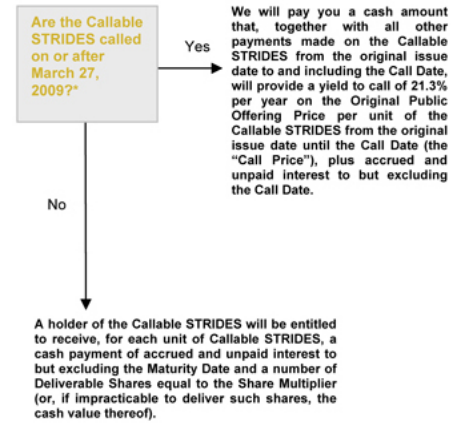 Are the Callable
STRIDES called
on or after
March 27,
2009?*
Yes
We will pay you a cash amount
that, together with all other
payments made on the Callable
STRIDES from the original issue
date to and including the Call Date,
will provide a yield to call of 21.3%
per year on the Original Public
Offering Price per unit of the
Callable STRIDES from the original
issue date until the Call Date (the
“Call Price”), plus accrued and
unpaid interest to but excluding
the Call Date.
No
A holder of the Callable STRIDES will be entitled
to receive, for each unit of Callable STRIDES, a
cash payment of accrued and unpaid interest to
but excluding the Maturity Date and a number of
Deliverable Shares equal to the Share Multiplier
(or, if impracticable to deliver such shares, the
cash value thereof).